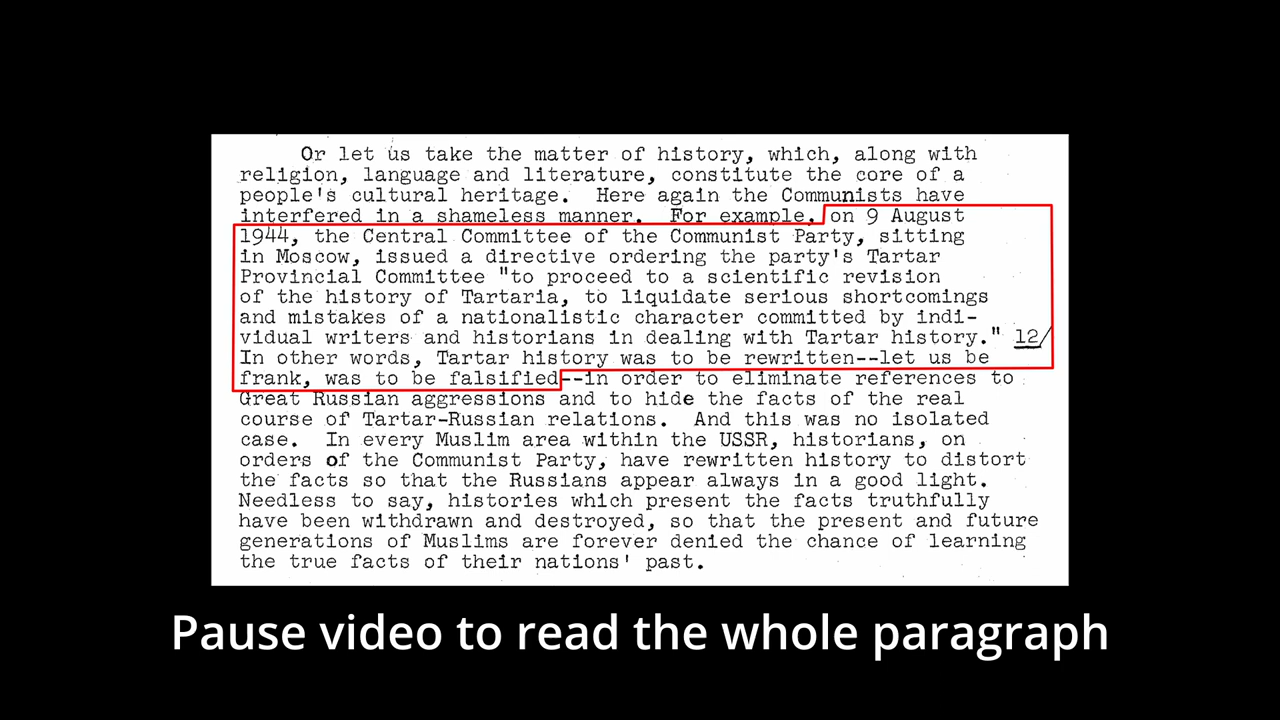 Or let us take the matter of history, which, along with
religion, language and literature, constitute the core of a
people's cultural heritage. Here again the Communists have
interfered in a shameless manner. For example, on 9 August
1944, the Central Committee of the Communist Party, sitting
in Moscow, issued a directive ordering the party's Tartar
Provincial Committee "to proceed to a scientific revision
of the history of Tartaria, to liquidate serious shortcomings
and mistakes of a nationalistic character committed by indi-
vidual writers and historians in dealing with Tartar history." 12/
In other words, Tartar history was to be rewritten--let us be
frank, was to be falsified--in order to eliminate references to
Great Russian aggressions and to hide the facts of the real
course of Tartar-Russian relations. And this was no isolated
case. In every Muslim area within the USSR, historians, on
orders of the Communist Party, have rewritten history to distort
the facts so that the Russians appear always in a good light.
Needless to say, histories which present the facts truthfully
have been withdrawn and destroyed, so that the present and future
generations of Muslims are forever denied the chance of learning
the true facts of their nations' past.
Pause video to read the whole paragraph